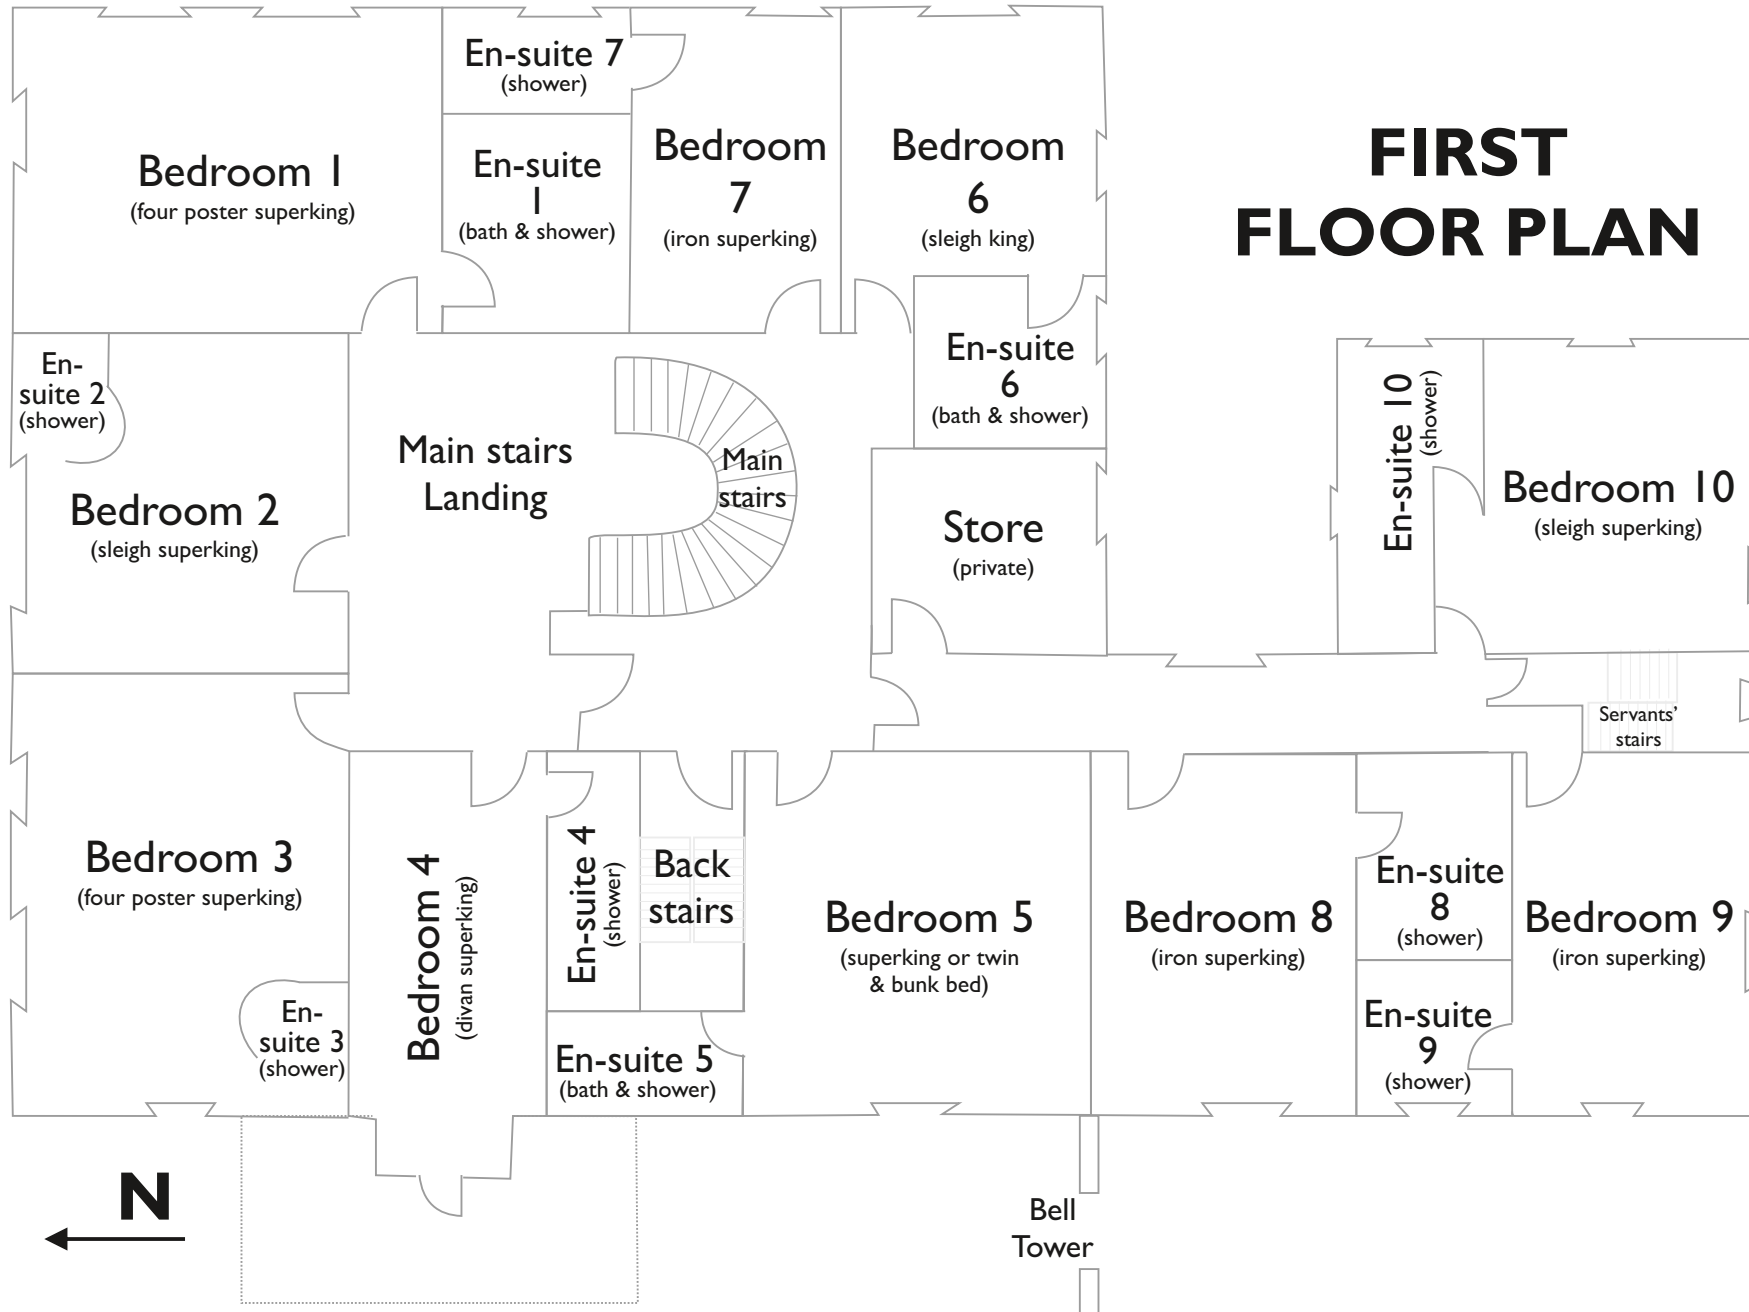 En-suite 7
(shower)
Bedroom 1
(four poster superking)
En-suite
1
(bath & shower)
Bedroom
7
(iron superking)
Bedroom
6
(sleigh king)
FIRST
FLOOR PLAN
En-
suite 2
(shower)
Bedroom 2
(sleigh superking)
Main stairs
Landing
Main
stairs
En-suite
6
(bath & shower)
Store
(private)
En-suite 10
(shower)
Bedroom 10
(sleigh superking)
Servants’
stairs
Bedroom 3
(four poster superking)
En-
suite 3
(shower)
Bedroom 4
(divan superking)
En-suite 4
(shower)
Back
stairs
En-suite 5
(bath & shower)
Bedroom 5
(superking or twin
& bunk bed)
Bedroom 8
(iron superking)
En-suite
8
(shower)
En-suite
9
(shower)
Bedroom 9
(iron superking)
N
Bell
Tower